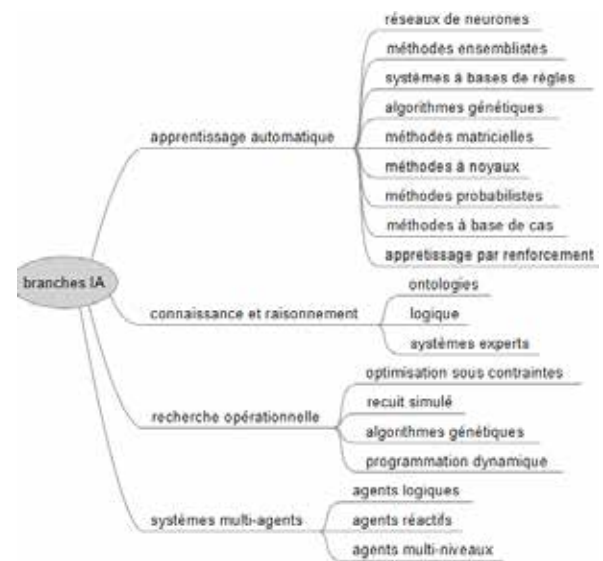 branches IA
apprentissage automatique
réseaux de neurones
méthodes ensemblistes
systèmes à bases de règles
algorithmes génétiques
méthodes matricielles
méthodes à noyaux
méthodes probabilistes
méthodes à base de cas
appretissage par renforcement
connaissance et raisonnement
ontologies
logique
systèmes experts
recherche opérationnelle
optimisation sous contraintes
recuit simulé
algorithmes génétiques
programmation dynamique
systèmes multi-agents
agents logiques
agents réactifs
agents multi-niveaux